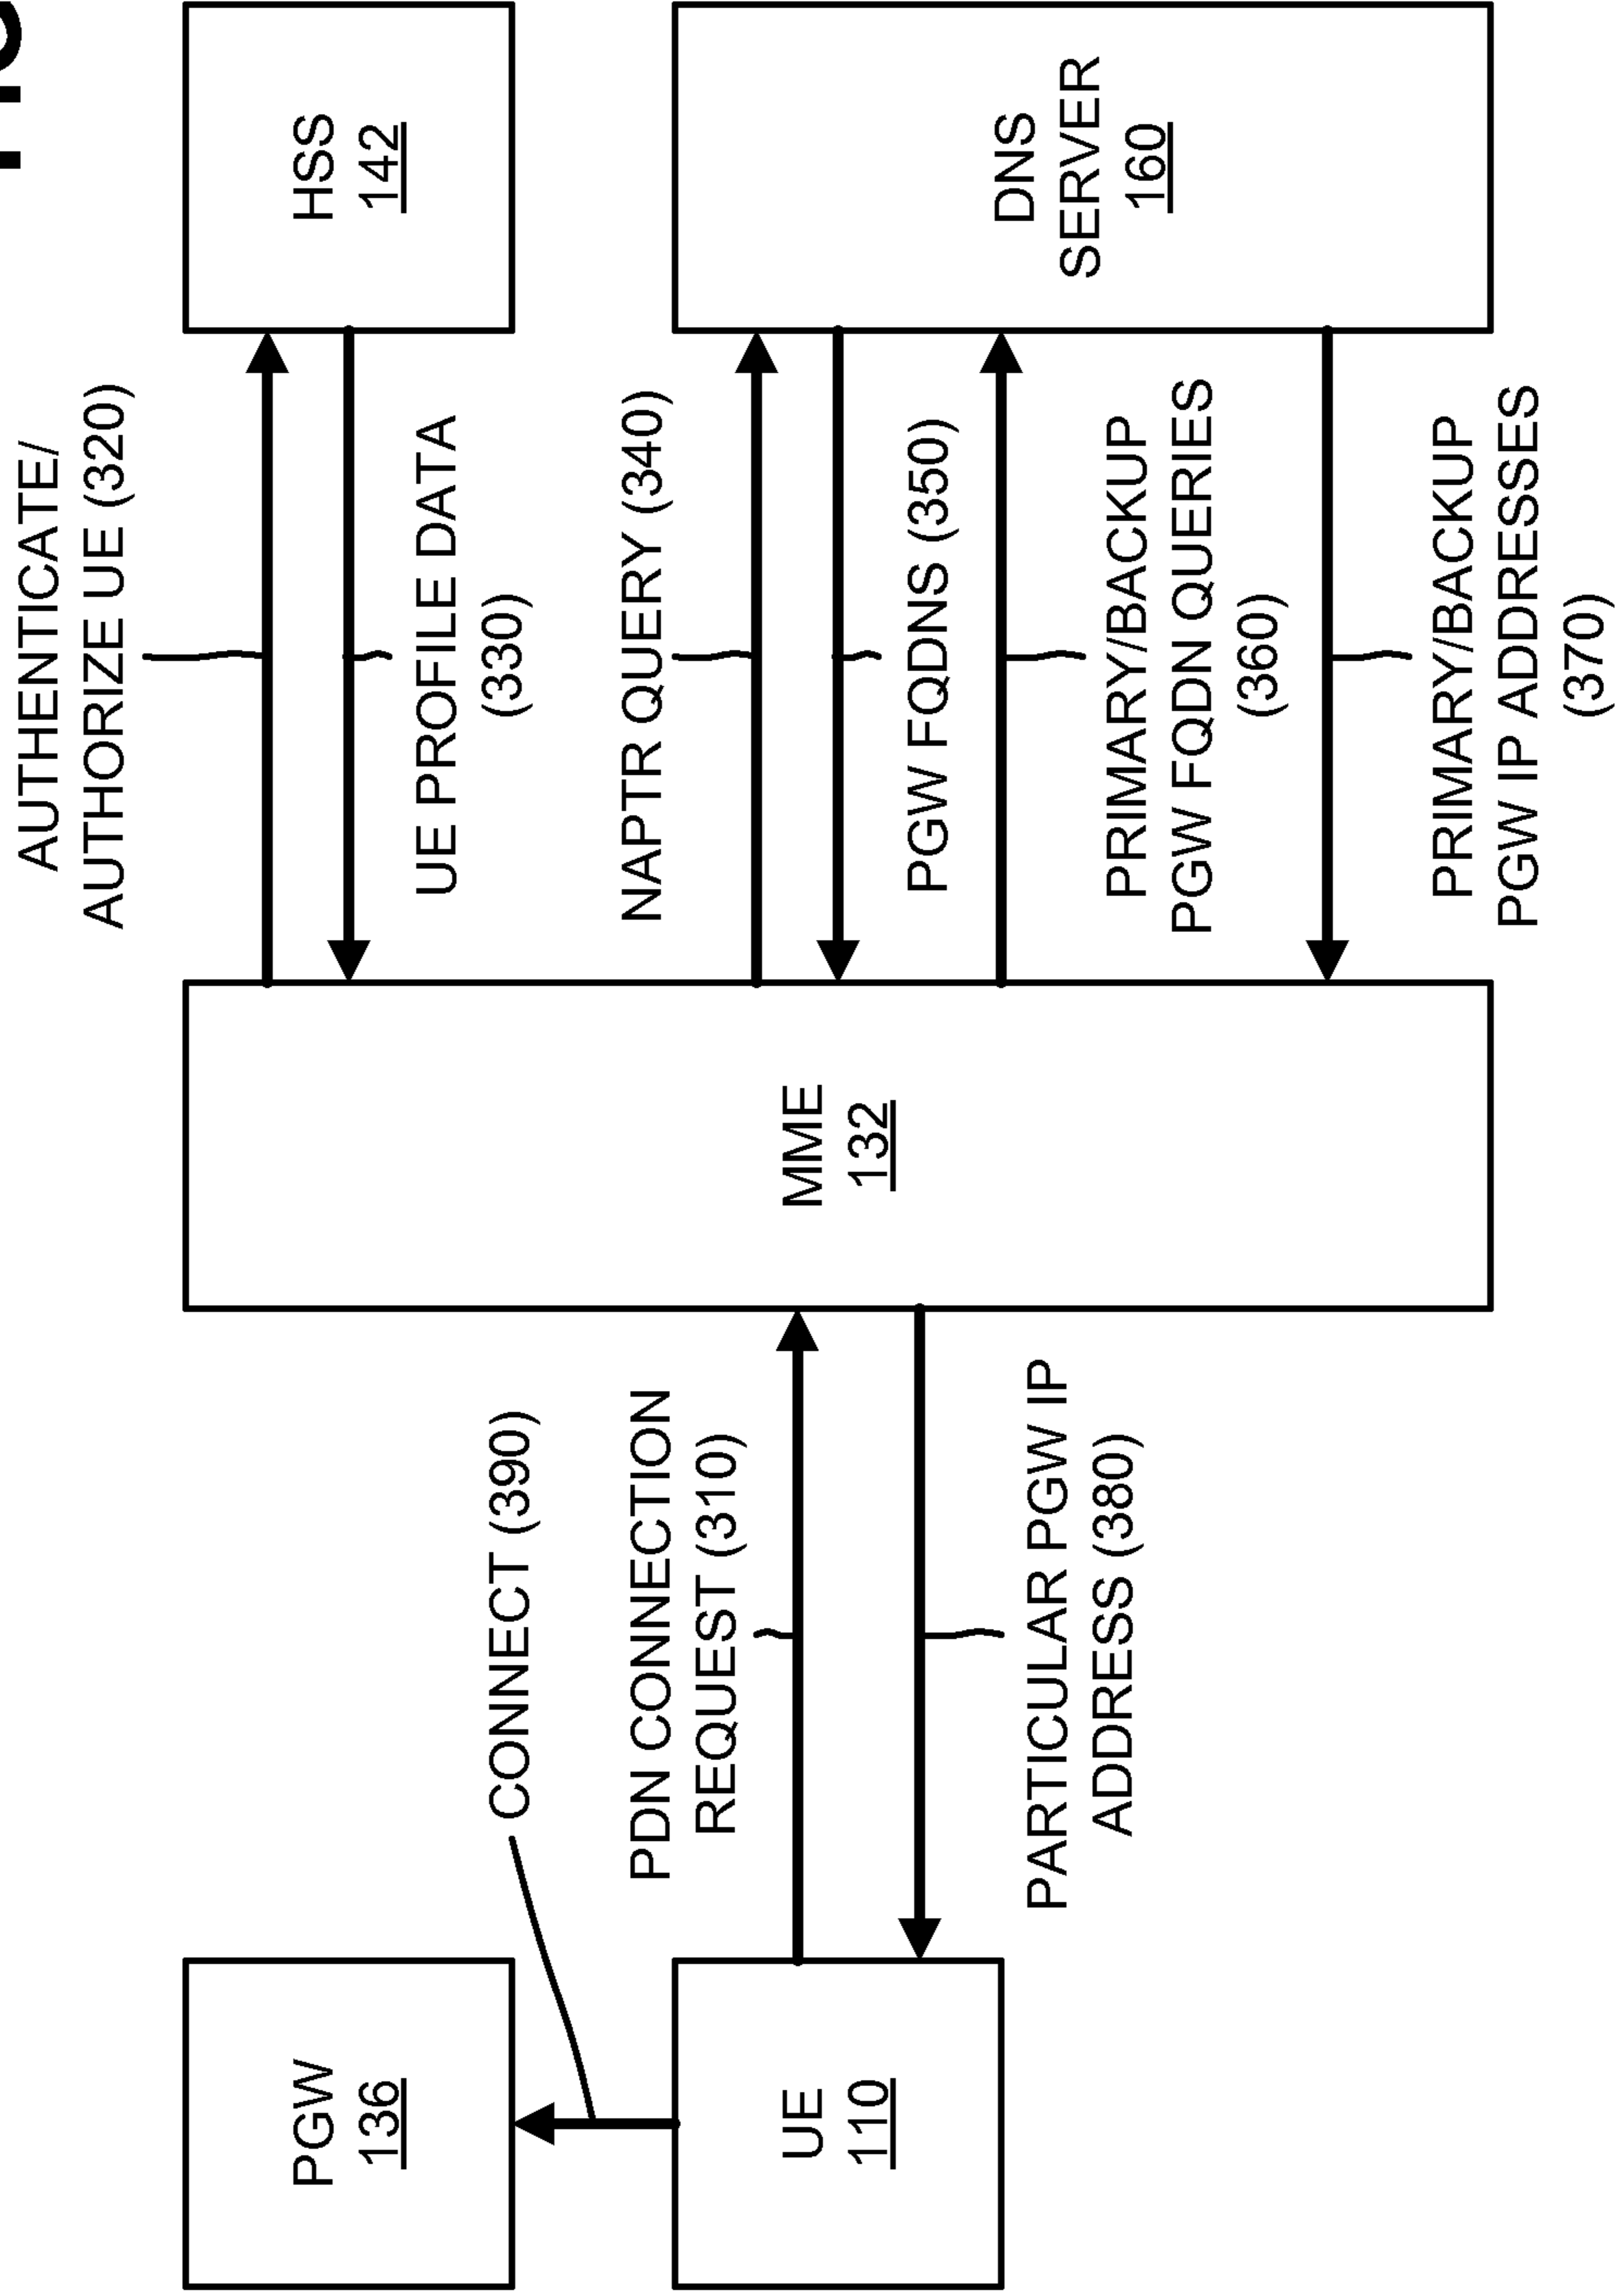 AUTHENTICATE/
AUTHORIZE UE (320)
HSS
142
UE PROFILE DATA
(330)
NAPTR QUERY (340)
DNS
SERVER
160
PGW FQDNS (350)
PRIMARY/BACKUP
PGW FQDN QUERIES
(360)
PRIMARY/BACKUP
PGW IP ADDRESSES
(370)
MME
132
CONNECT (390)
PDN CONNECTION
REQUEST (310)
PARTICULAR PGW IP
ADDRESS (380)
PGW
136
UE
110